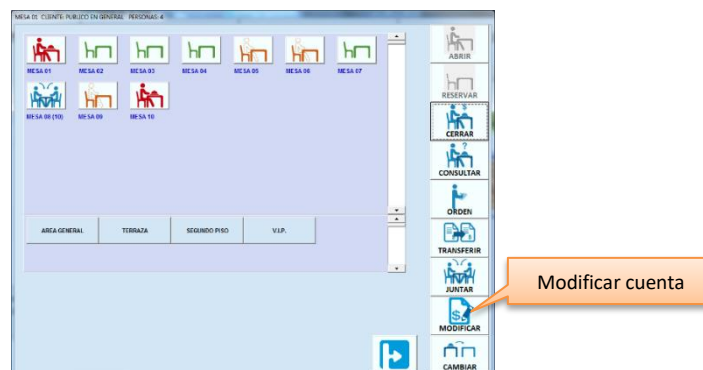 MESA 01 CLIENTE: PUBLICO EN GENERAL PERSONAS: 4
MESA 01 MESA 02 MESA 03 MESA 04 MESA 05 MESA 06 MESA 07
MESA 08 (10) MESA 09 MESA 10
AREA GENERAL TERRAZA SEGUNDO PISO V.I.P.
ABRIR
RESERVAR
CERRAR
CONSULTAR
ORDEN
TRANSFERIR
JUNTAR
MODIFICAR
CAMBIAR
Modificar cuenta